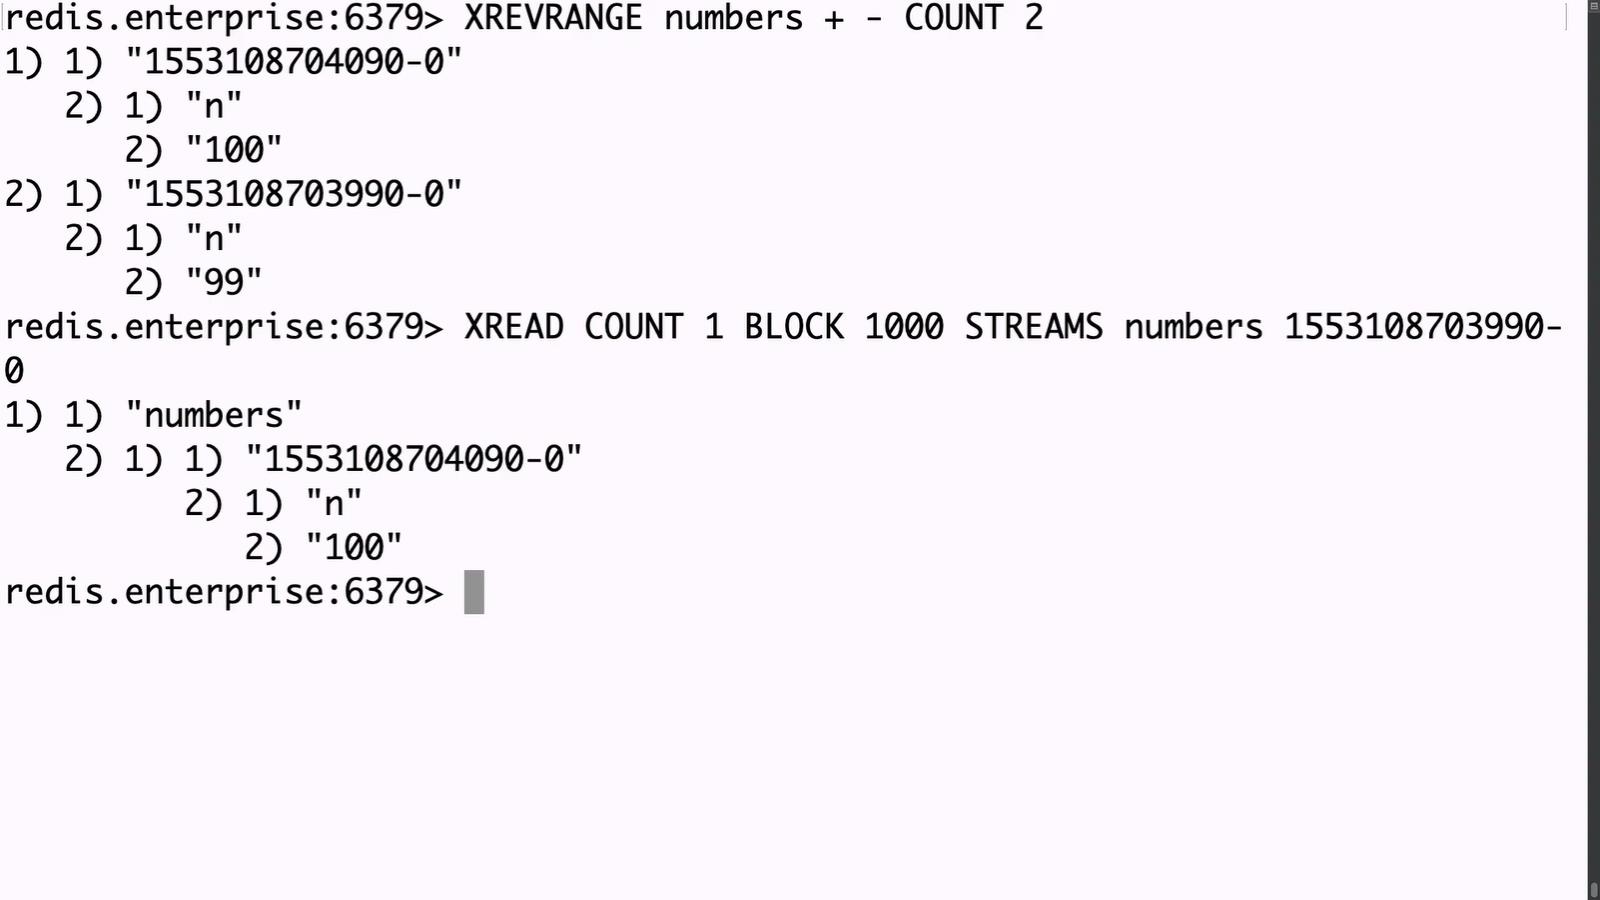 redis.enterprise:6379> XREVRANGE numbers + - COUNT 2
1) 1) "1553108704090-0"
   2) 1) "n"
      2) "100"
2) 1) "1553108703990-0"
   2) 1) "n"
      2) "99"
redis.enterprise:6379> XREAD COUNT 1 BLOCK 1000 STREAMS numbers 1553108703990-
0
1) 1) "numbers"
   2) 1) 1) "1553108704090-0"
         2) 1) "n"
            2) "100"
redis.enterprise:6379>